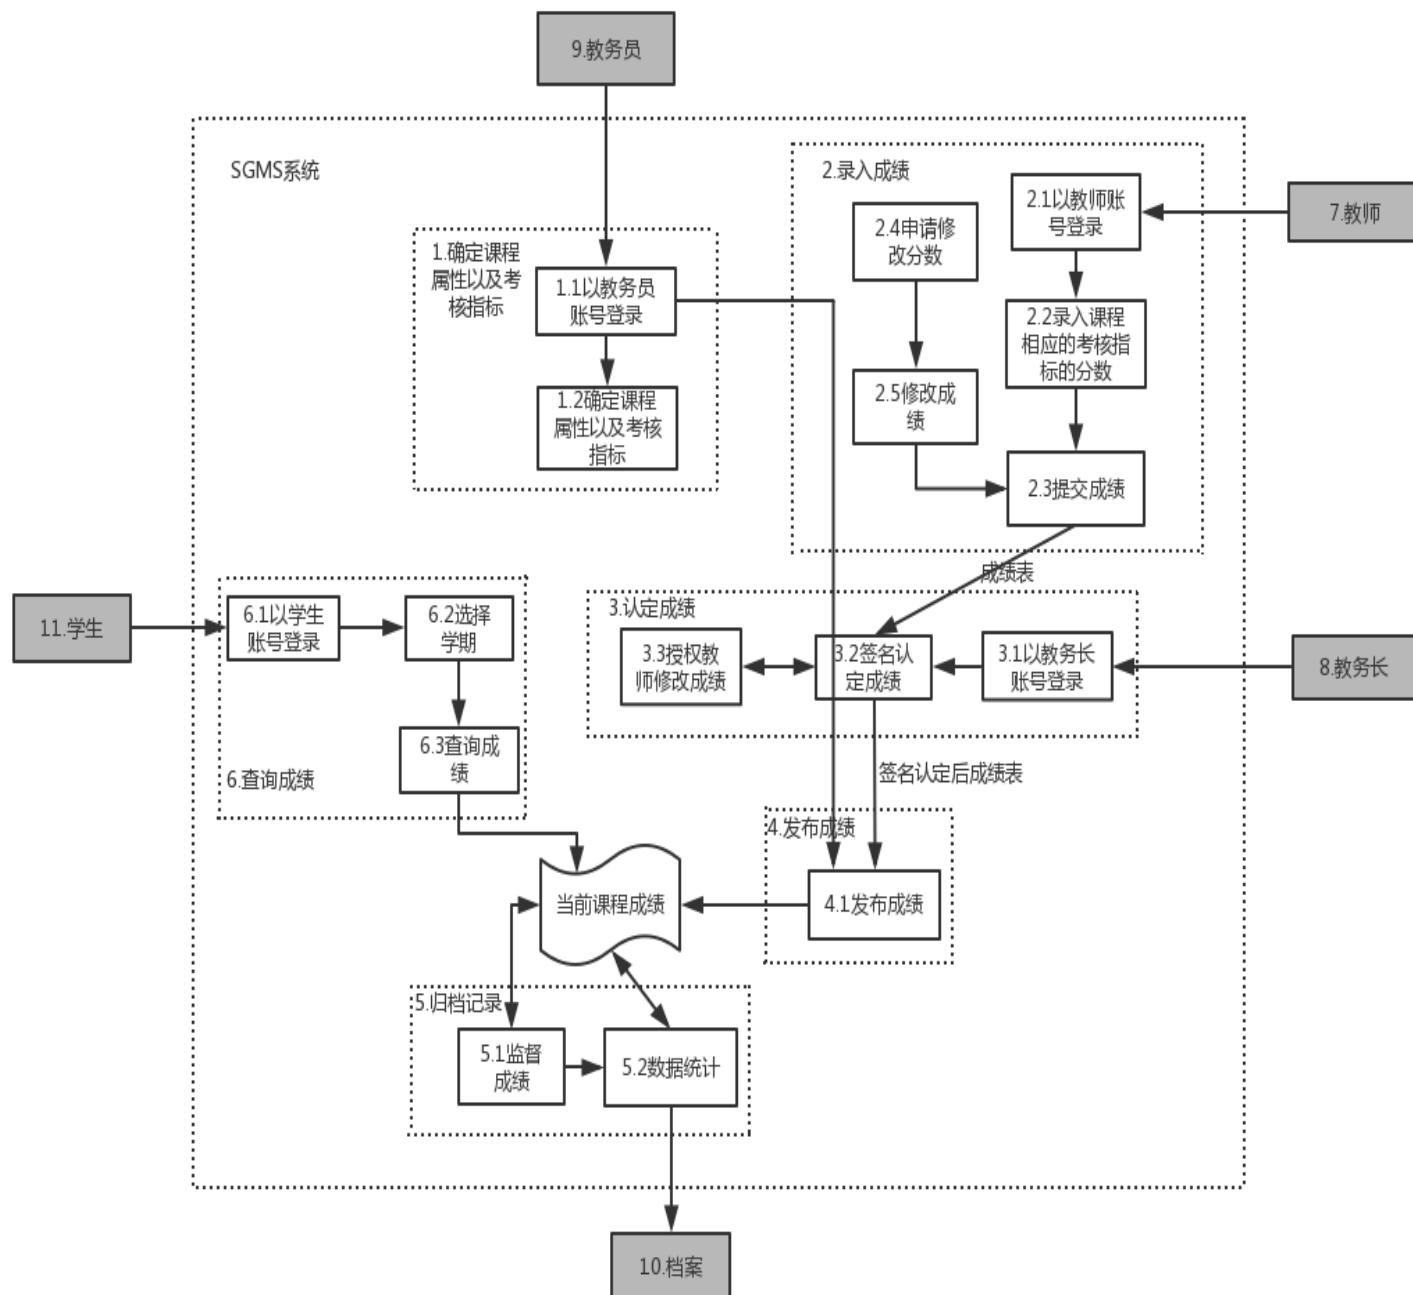 9.教务员
SGMS系统
2.录入成绩
2.1以教师账
号登录
7.教师
2.4申请修
改分数
1.确定课程
属性以及考
核指标
1.1以教务员
账号登录
2.2录入课程
相应的考核指
标的分数
1.2确定课程
属性以及考核
指标
2.5修改成
绩
2.3提交成绩
成绩表
11.学生
6.1以学生
账号登录
6.2选择
学期
3.认定成绩
3.3授权教
师修改成绩
3.2签名认
定成绩
3.1以教务长
账号登录
8.教务长
6.3查询成
绩
6.查询成绩
签名认定后成绩表
4.发布成绩
当前课程成绩
4.1发布成绩
5.归档记录
5.1监督
成绩
5.2数据统计
10.档案